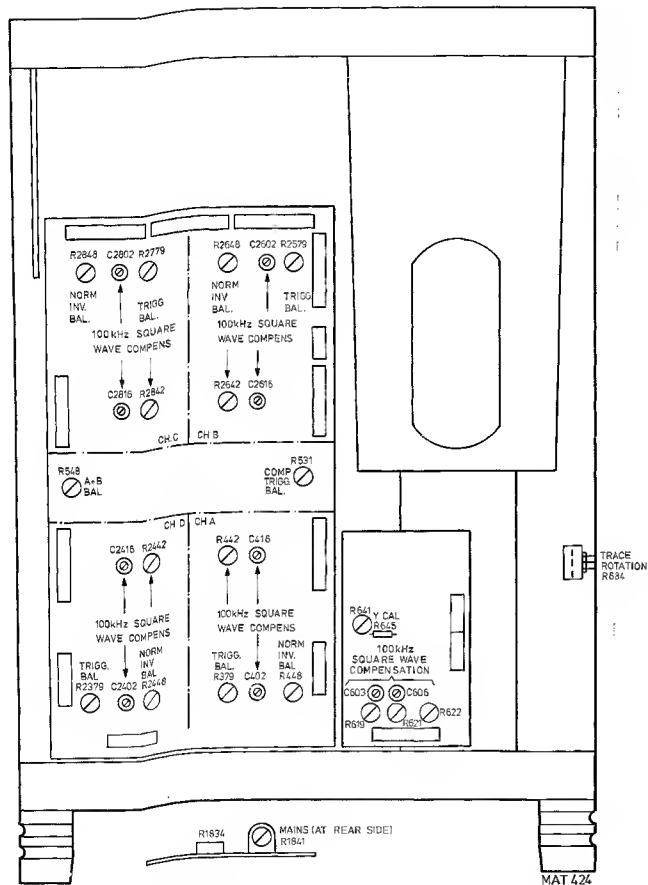 R2848 C2802 R2779
NORM
INV.
BAL.
TRIGG
BAL.
100kHz SQUARE
WAVE COMPENS
C2816 R2842
CH.C
R2648 C2602 R2579
NORM
INV
BAL.
TRIGG
BAL.
100kHz SQUARE
WAVE COMPENS
R2642 C2616
CH B
R548
A+B
BAL
R531
COMP
TRIGG
BAL.
CH D
C2416 R2442
100kHz SQUARE
WAVE COMPENS
TRIGG.
BAL
R2379
C2402
NORM
INV
BAL
R2448
CH A
R442 C416
100kHz SQUARE
WAVE COMPENS
TRIGG.
BAL.
R379
C402
NORM
INV.
BAL
R448
R641 Y CAL
R645
100kHz
SQUARE WAVE
COMPENSATION
C603 C606
R619 R621 R622
TRACE
ROTATION
R684
R1834
MAINS (AT REAR SIDE)
R1841
MAT 424